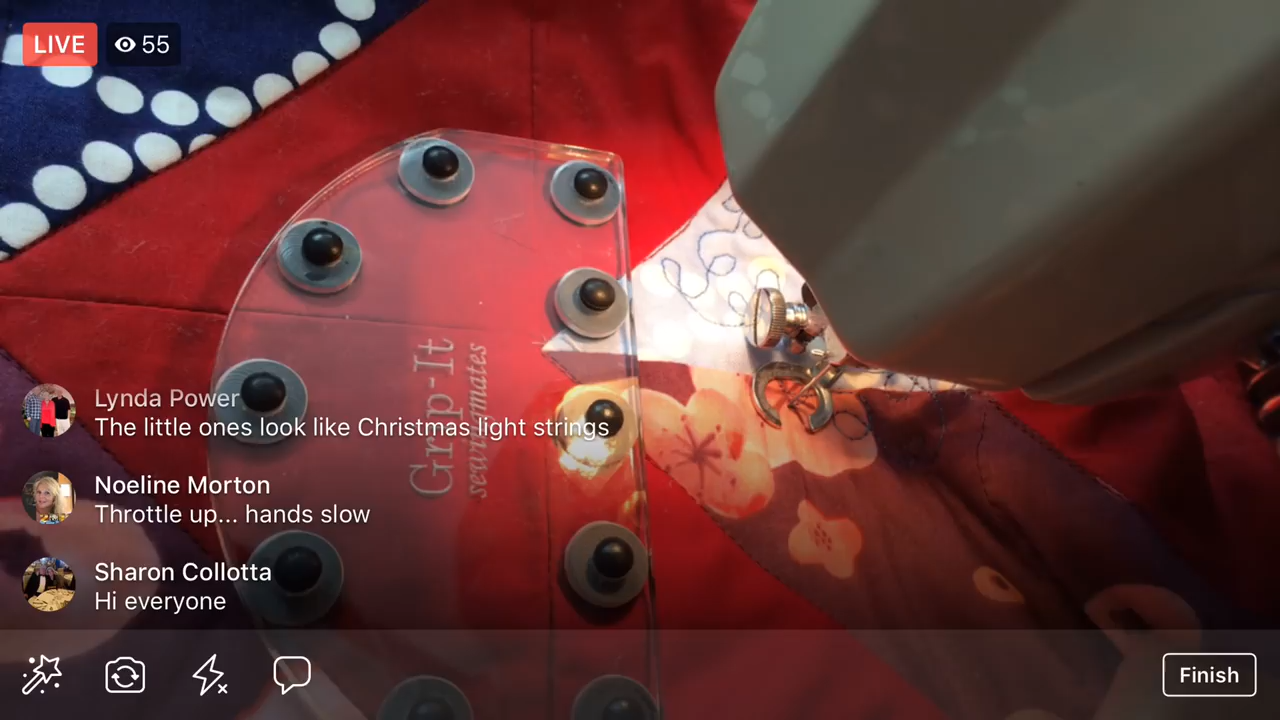 LIVE
55
Grip-It
seamsmates
Lynda Power
The little ones look like Christmas light strings
Noeline Morton
Throttle up... hands slow
Sharon Collotta
Hi everyone
Finish